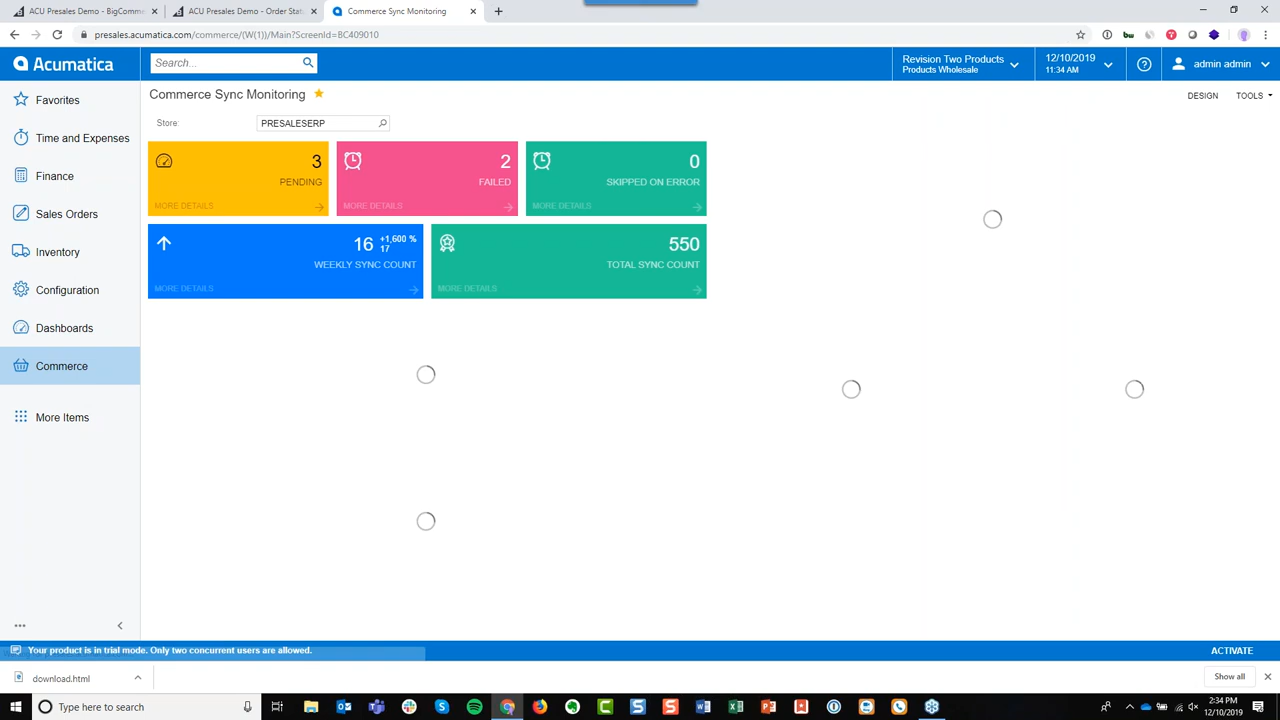 ACU Presales Demo - BigComme
ACU Presales Demo - Order Stat
Commerce Sync Monitoring
presales.acumatica.com/commerce/(W(1))/Main?ScreenId=BC409010
Acumatica
Search...
Revision Two Products
Products Wholesale
12/10/2019
11:34 AM
admin admin
Favorites
Time and Expenses
Finance
Sales Orders
Inventory
Configuration
Dashboards
Commerce
More Items
Commerce Sync Monitoring
DESIGN
TOOLS
Store:
PRESALESERP
3
PENDING
MORE DETAILS
2
FAILED
MORE DETAILS
0
SKIPPED ON ERROR
MORE DETAILS
16 +1,600 %
17
WEEKLY SYNC COUNT
MORE DETAILS
550
TOTAL SYNC COUNT
MORE DETAILS
Your product is in trial mode. Only two concurrent users are allowed.
ACTIVATE
download.html
Show all
Type here to search
2:34 PM
12/10/2019